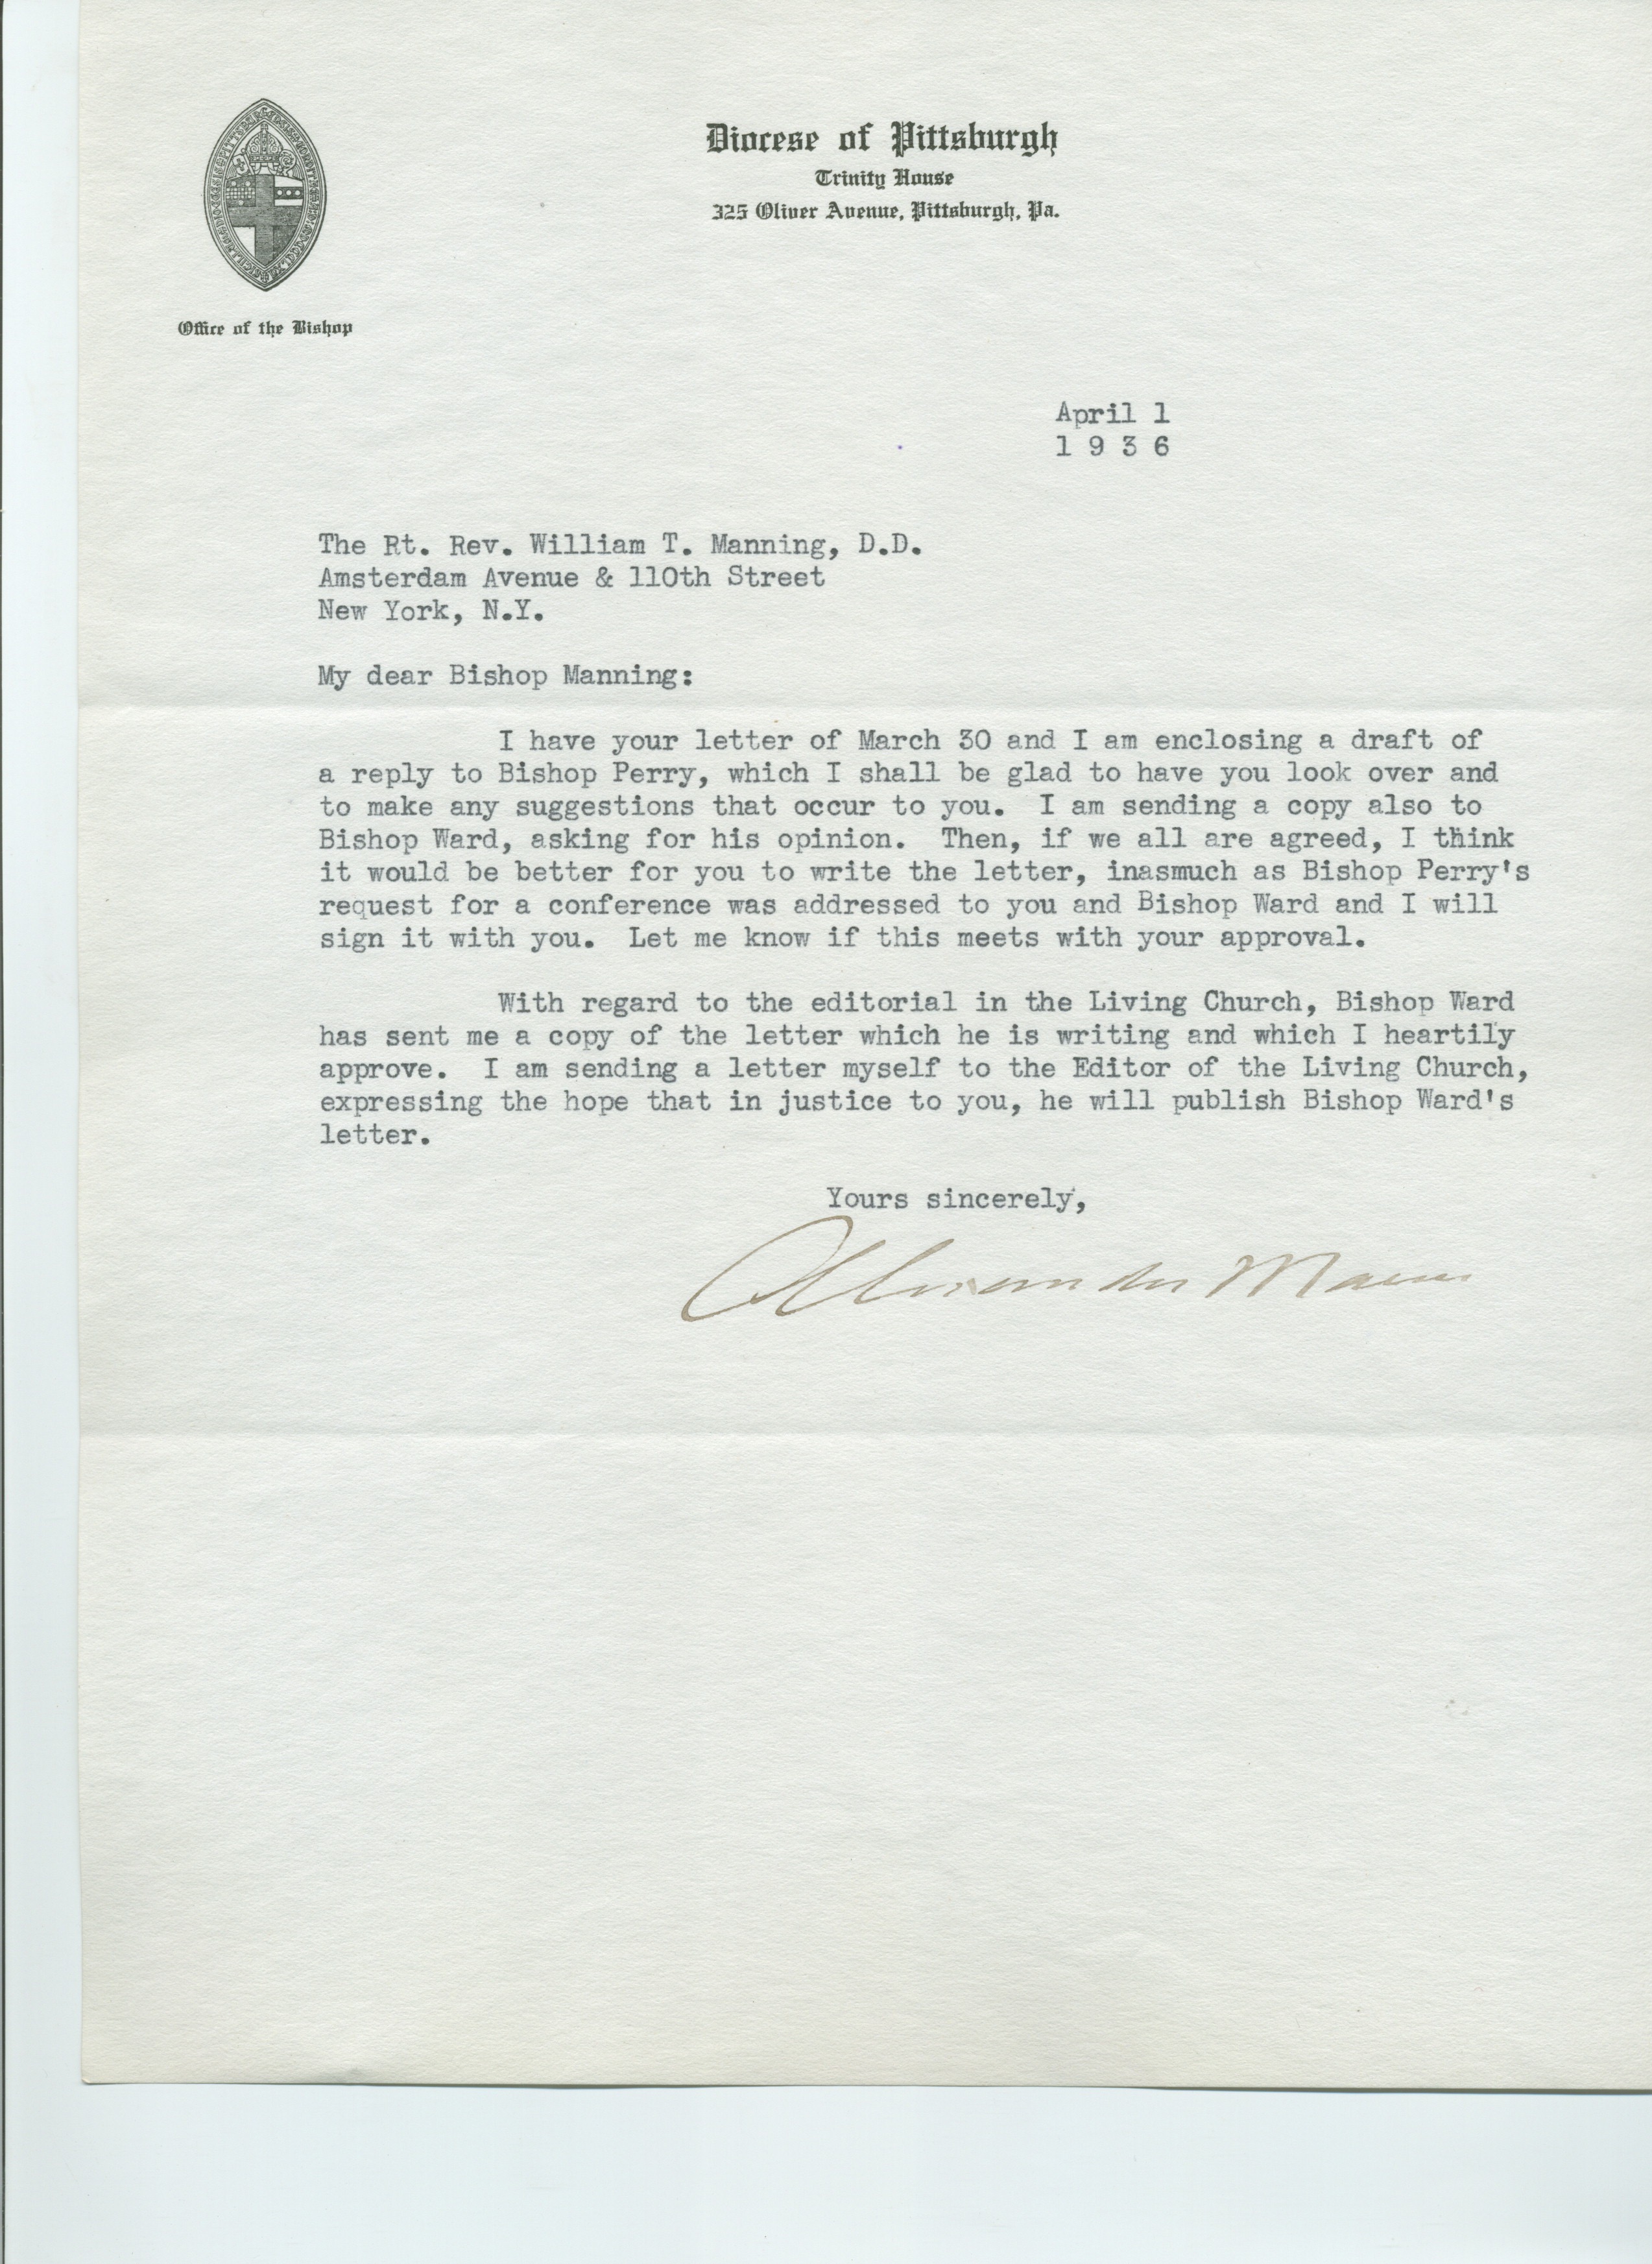 Diocese of Pittsburgh
Trinity House
325 Oliver Avenue, Pittsburgh, Pa.
Office of the Bishop
April 1
1 9 3 6
The Rt. Rev. William T. Manning, D.D.
Amsterdam Avenue & 110th Street
New York, N.Y.
My dear Bishop Manning:
I have your letter of March 30 and I am enclosing a draft of
a reply to Bishop Perry, which I shall be glad to have you look over and
to make any suggestions that occur to you. I am sending a copy also to
Bishop Ward, asking for his opinion. Then, if we all are agreed, I think
it would be better for you to write the letter, inasmuch as Bishop Perry's
request for a conference was addressed to you and Bishop Ward and I will
sign it with you. Let me know if this meets with your approval.
With regard to the editorial in the Living Church, Bishop Ward
has sent me a copy of the letter which he is writing and which I heartily
approve. I am sending a letter myself to the Editor of the Living Church,
expressing the hope that in justice to you, he will publish Bishop Ward's
letter.
Yours sincerely,
Alexander Mann